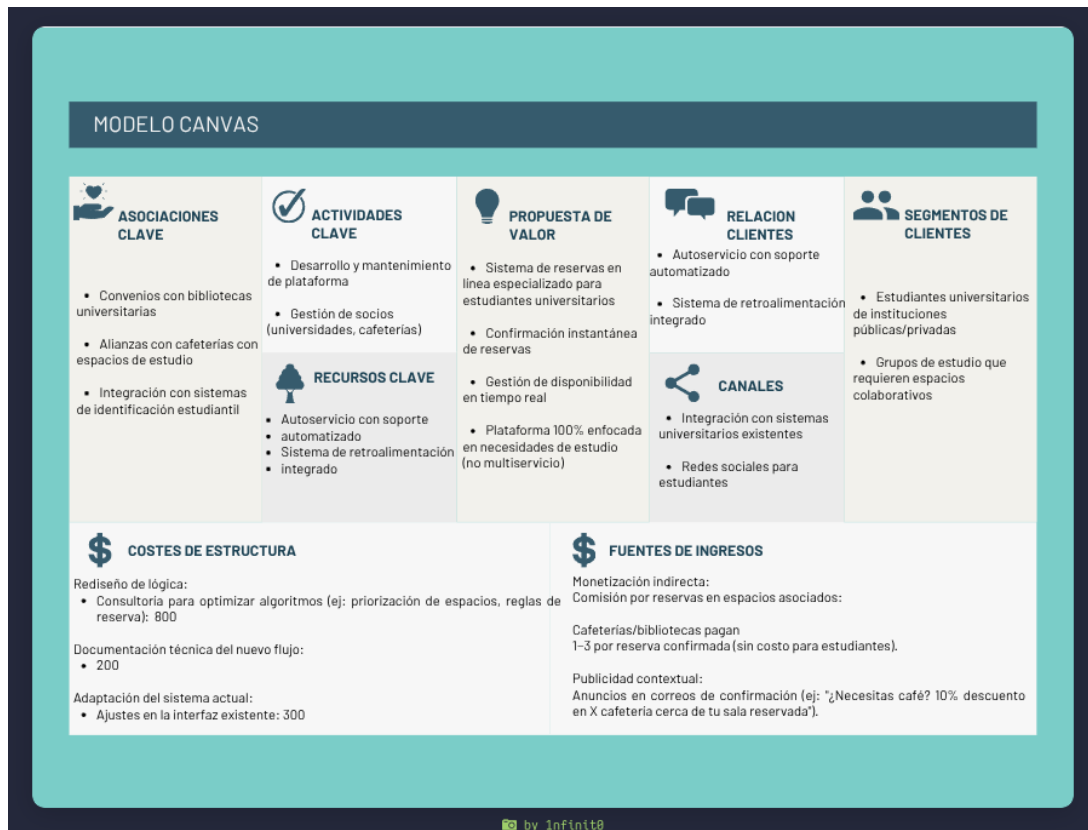 MODELO CANVAS
ASOCIACIONES
CLAVE
• Convenios con bibliotecas
universitarias
• Alianzas con cafeterías con
espacios de estudio
• Integración con sistemas
de identificación estudiantil
ACTIVIDADES
CLAVE
• Desarrollo y mantenimiento
de plataforma
• Gestión de socios
(universidades, cafeterías)
RECURSOS CLAVE
• Autoservicio con soporte
• automatizado
• Sistema de retroalimentación
• integrado
PROPUESTA DE
VALOR
• Sistema de reservas en
línea especializado para
estudiantes universitarios
• Confirmación instantánea
de reservas
• Gestión de disponibilidad
en tiempo real
• Plataforma 100% enfocada
en necesidades de estudio
(no multiservicio)
RELACION
CLIENTES
• Autoservicio con soporte
automatizado
• Sistema de retroalimentación
integrado
CANALES
• Integración con sistemas
universitarios existentes
• Redes sociales para
estudiantes
SEGMENTOS DE
CLIENTES
• Estudiantes universitarios
de instituciones
públicas/privadas
• Grupos de estudio que
requieren espacios
colaborativos
COSTES DE ESTRUCTURA
Rediseño de lógica:
• Consultoría para optimizar algoritmos (ej: priorización de espacios, reglas de
reserva): 800
Documentación técnica del nuevo flujo:
• 200
Adaptación del sistema actual:
• Ajustes en la interfaz existente: 300
FUENTES DE INGRESOS
Monetización indirecta:
Comisión por reservas en espacios asociados:
Cafeterías/bibliotecas pagan
1–3 por reserva confirmada (sin costo para estudiantes).
Publicidad contextual:
Anuncios en correos de confirmación (ej: "¿Necesitas café? 10% descuento
en X cafetería cerca de tu sala reservada").
by 1nfinit0